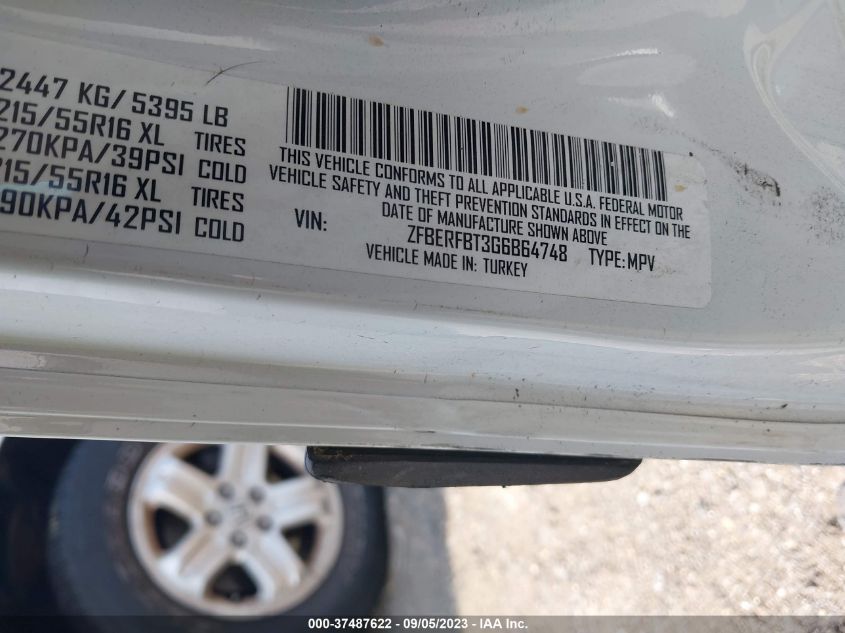 2447 KG/ 5395 LB
215/55R16 XL TIRES
270KPA/39PSI COLD
215/55R16 XL TIRES
90KPA/42PSI COLD
THIS VEHICLE CONFORMS TO ALL APPLICABLE U.S.A. FEDERAL MOTOR
VEHICLE SAFETY AND THEFT PREVENTION STANDARDS IN EFFECT ON THE
DATE OF MANUFACTURE SHOWN ABOVE
VIN: ZFBERFBT3G6B64748 TYPE: MPV
VEHICLE MADE IN: TURKEY
000-37487622 - 09/05/2023 - IAA Inc.